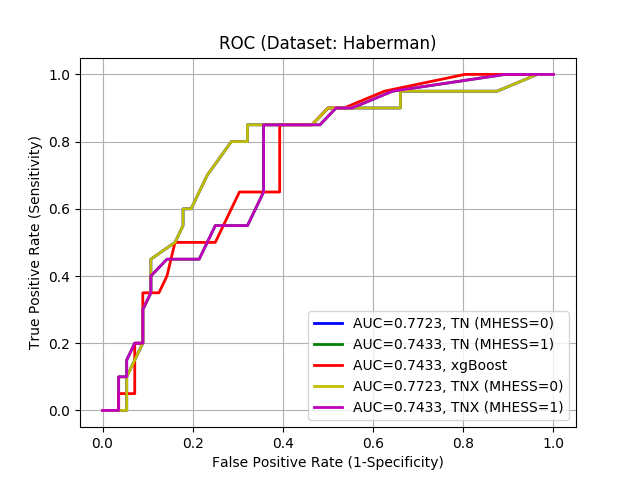 ROC (Dataset: Haberman)
True Positive Rate (Sensitivity)
1.0
0.8
0.6
0.4
0.2
0.0
AUC=0.7723, TN (MHESS=0)
AUC=0.7433, TN (MHESS=1)
AUC=0.7433, xgBoost
AUC=0.7723, TNX (MHESS=0)
AUC=0.7433, TNX (MHESS=1)
0.0 0.2 0.4 0.6 0.8 1.0
False Positive Rate (1-Specificity)